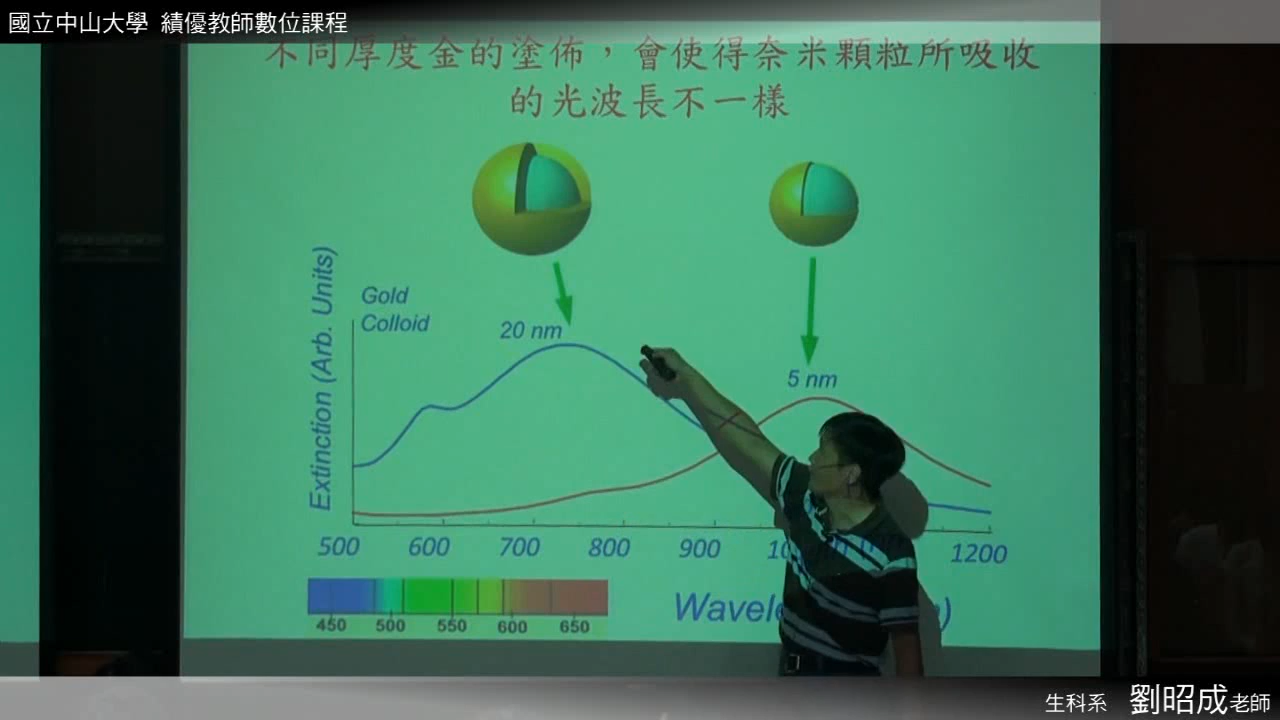 國立中山大學 績優教師數位課程
不同厚度金的塗佈，會使得奈米顆粒所吸收
的光波長不一樣
Gold
Colloid
20 nm
5 nm
Extinction (Arb. Units)
500 600 700 800 900 1200
450 500 550 600 650
生科系 劉昭成老師